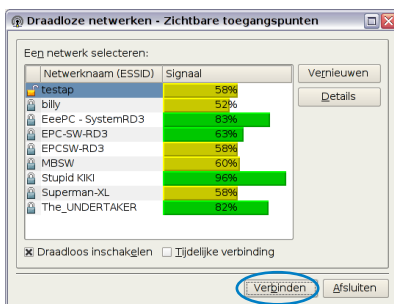 Draadloze netwerken - Zichtbare toegangspunten
Een netwerk selecteren:
Netwerknaam (ESSID) Signaal
Vernieuwen
testap 58%
Details
billy 52%
EeePC - SystemRD3 83%
EPC-SW-RD3 63%
EPCSW-RD3 58%
MBSW 60%
Stupid KIKI 96%
Superman-XL 58%
The_UNDERTAKER 82%
Draadloos inschakelen Tijdelijke verbinding
Verbinden Afsluiten